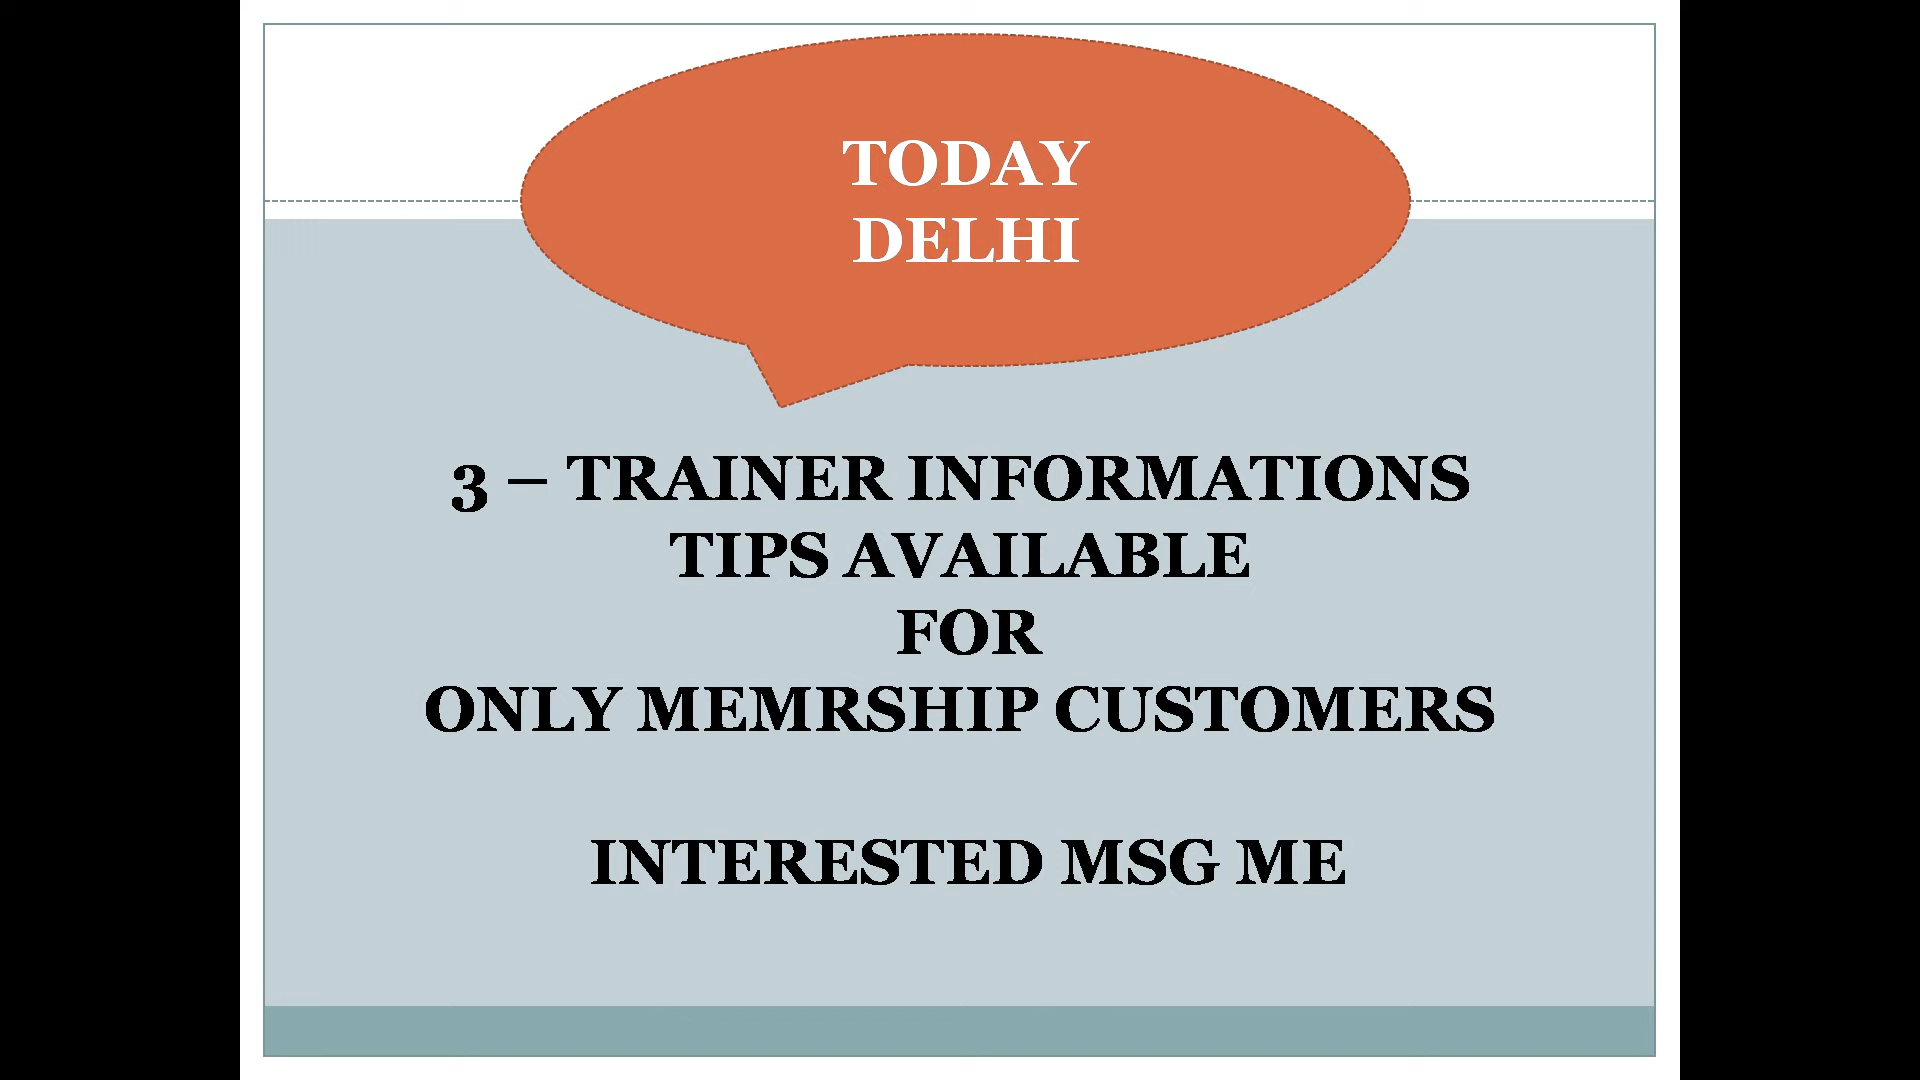 TODAY
DELHI
3 – TRAINER INFORMATIONS
TIPS AVAILABLE
FOR
ONLY MEMRSHIP CUSTOMERS
INTERESTED MSG ME